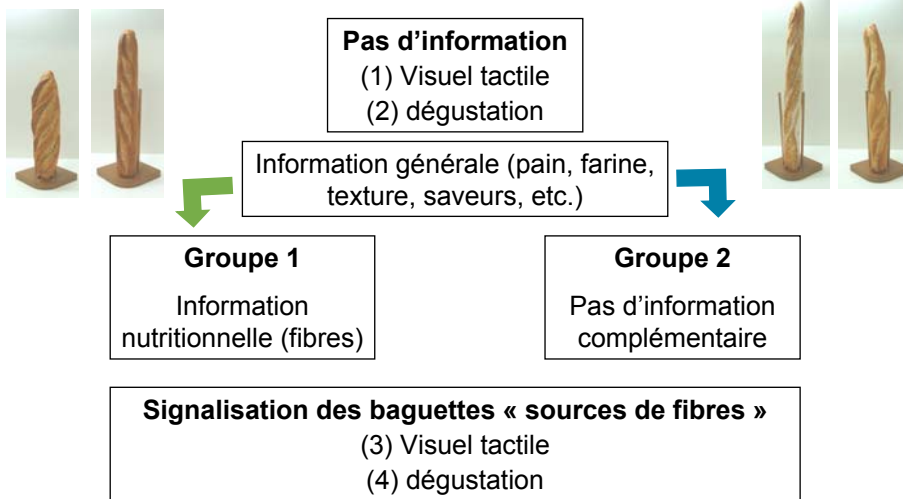 Pas d’information
(1) Visuel tactile
(2) dégustation
Information générale (pain, farine,
texture, saveurs, etc.)
Groupe 1
Information
nutritionnelle (fibres)
Groupe 2
Pas d’information
complémentaire
Signalisation des baguettes « sources de fibres »
(3) Visuel tactile
(4) dégustation